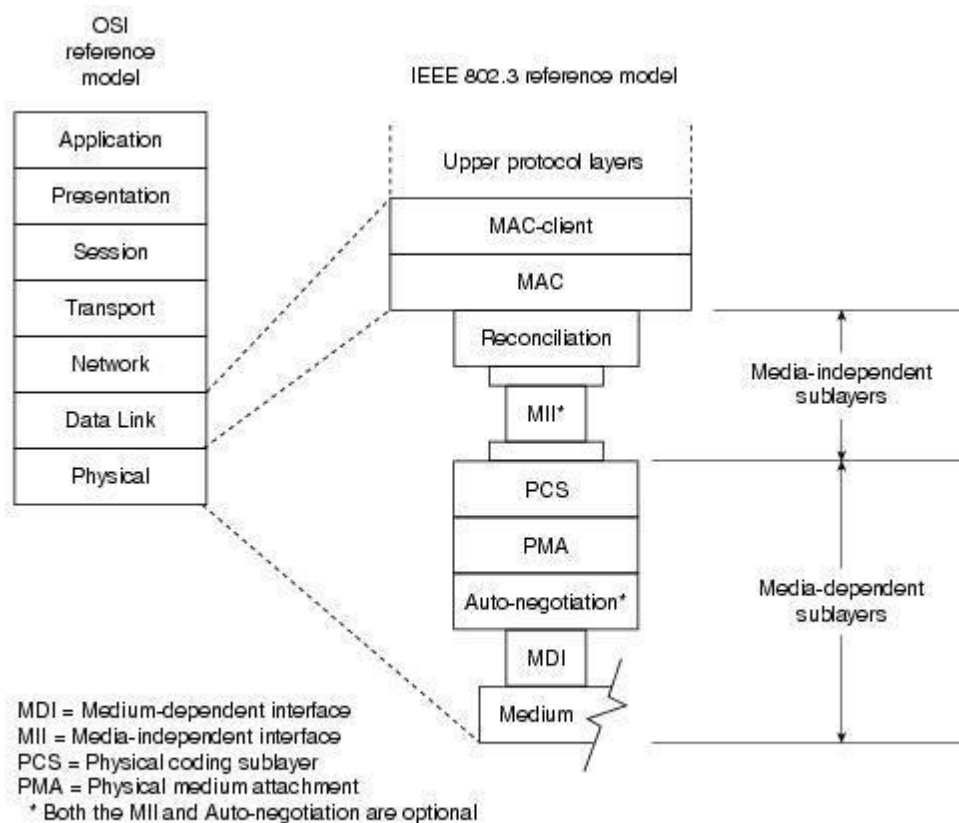 OSI
reference
model
IEEE 802.3 reference model
Application
Presentation
Session
Transport
Network
Data Link
Physical
Upper protocol layers
MAC-client
MAC
Reconciliation
MII*
PCS
PMA
Auto-negotiation*
MDI
Medium
Media-independent
sublayers
Media-dependent
sublayers
MDI = Medium-dependent interface
MII = Media-independent interface
PCS = Physical coding sublayer
PMA = Physical medium attachment
* Both the MII and Auto-negotiation are optional